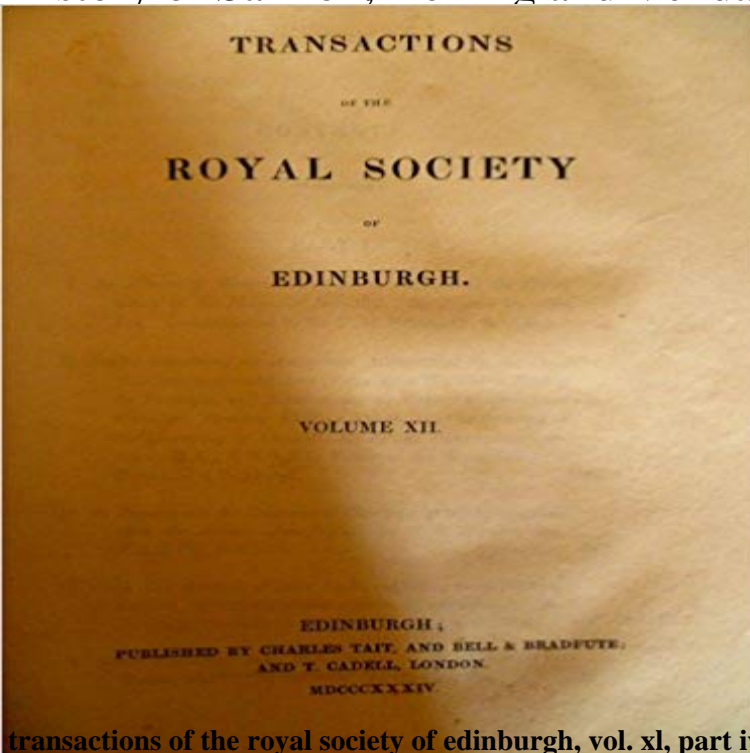 TRANSACTIONS
OF THE
ROYAL SOCIETY
OF
EDINBURGH.
VOLUME XII.
EDINBURGH;
PUBLISHED BY CHARLES TAIT, AND BELL & BRADFUTE;
AND T. CADELL, LONDON.
MDCCCXXXIV.
transactions of the royal society of edinburgh, vol. xl, part i